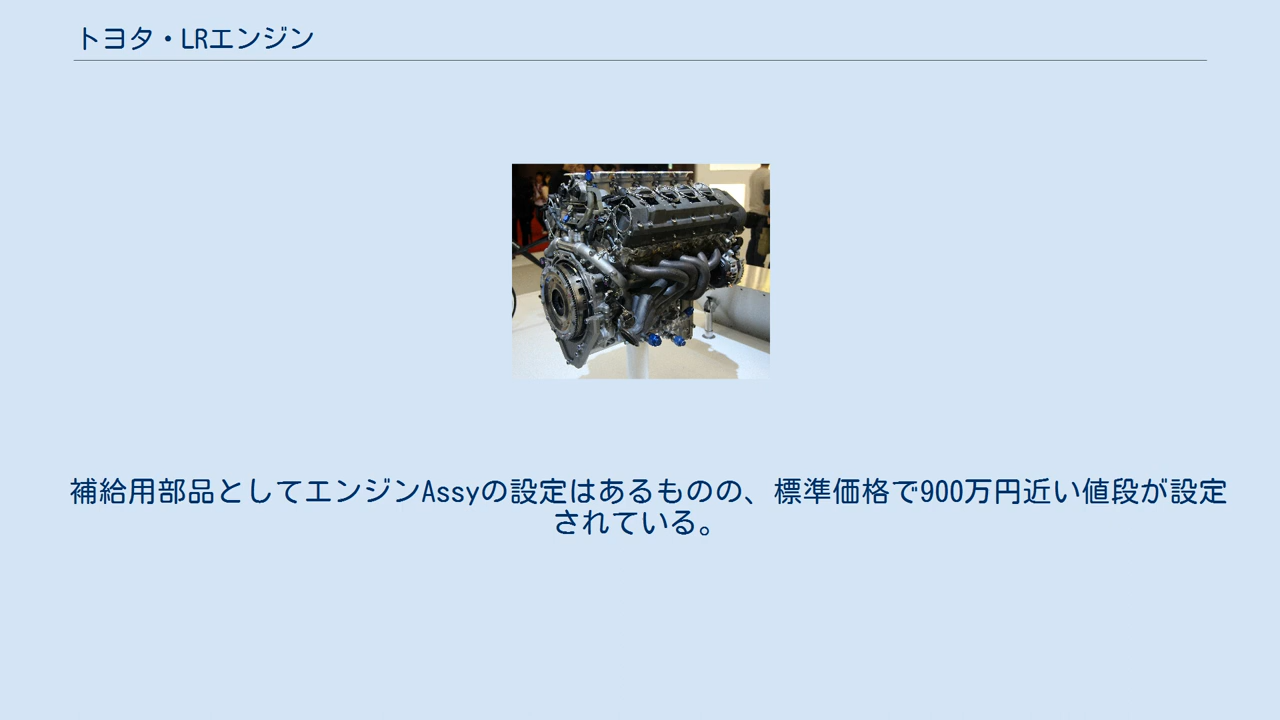 トヨタ・LRエンジン
補給用部品としてエンジンAssyの設定はあるものの、標準価格で900万円近い値段が設定
されている。